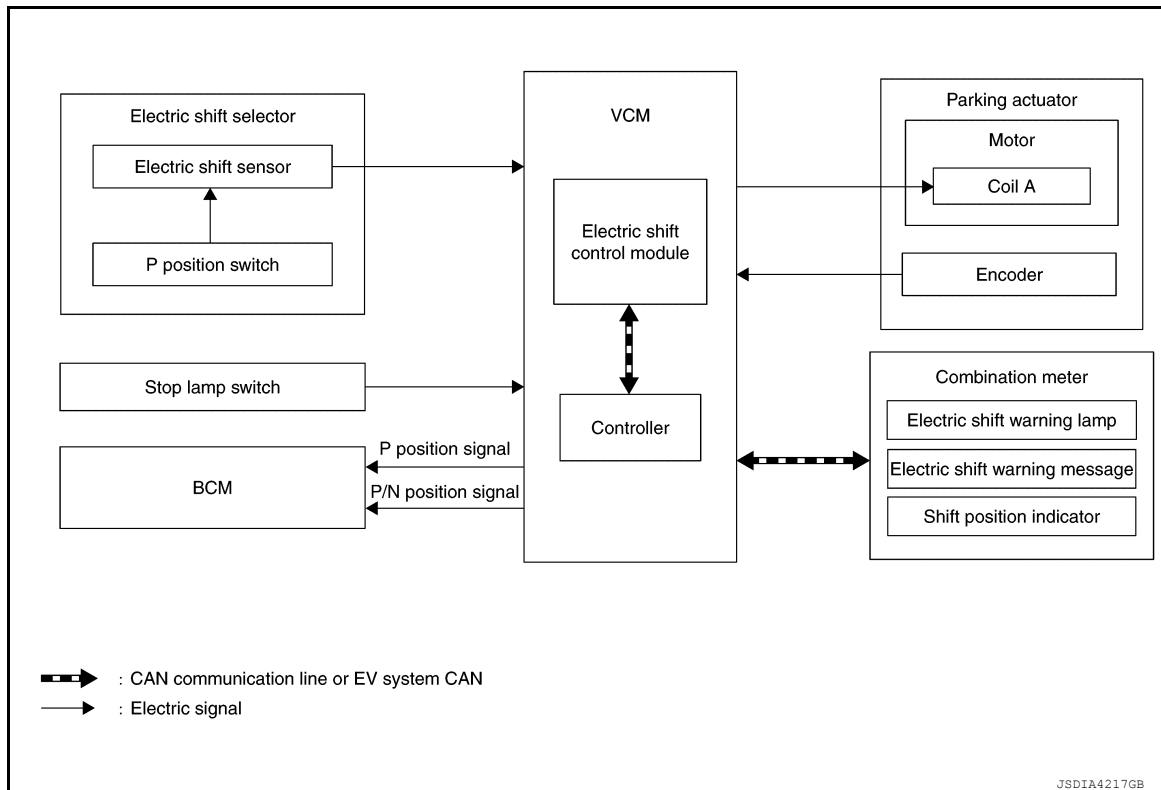 Electric shift selector
Electric shift sensor
P position switch
Stop lamp switch
BCM
P position signal
P/N position signal
VCM
Electric shift
control module
Controller
Parking actuator
Motor
Coil A
Encoder
Combination meter
Electric shift warning lamp
Electric shift warning message
Shift position indicator
: CAN communication line or EV system CAN
: Electric signal
JSDIA4217GB